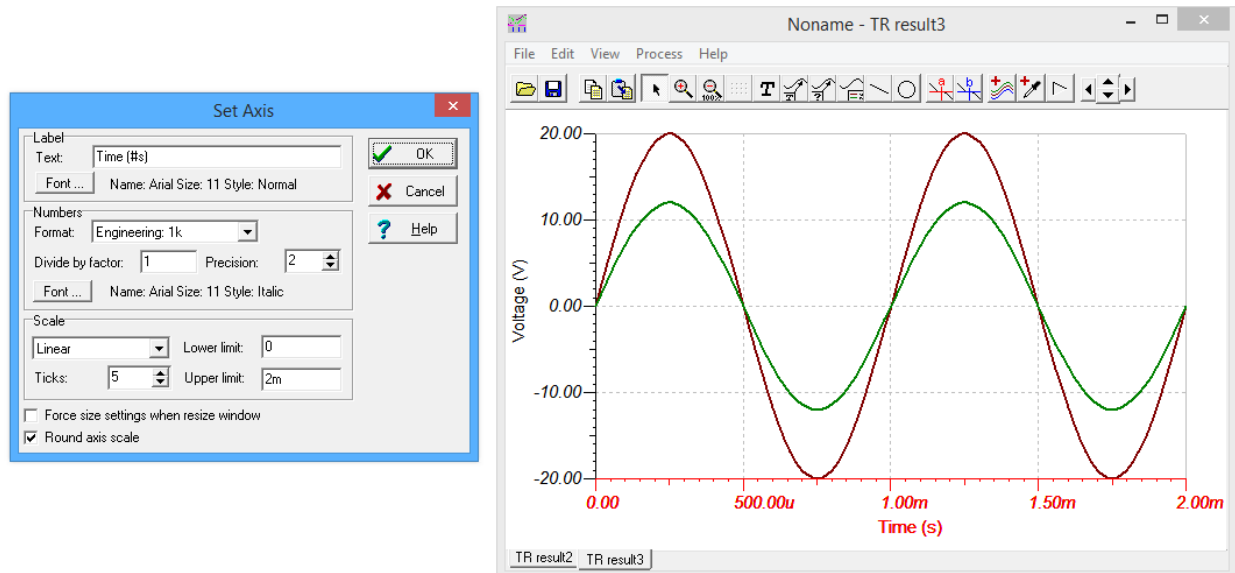 Set Axis
Label
Text: Time (#s)
Font ... Name: Arial Size: 11 Style: Normal
Numbers
Format: Engineering: 1k
Divide by factor: 1 Precision: 2
Font ... Name: Arial Size: 11 Style: Italic
Scale
Linear Lower limit: 0
Ticks: 5 Upper limit: 2m
Force size settings when resize window
Round axis scale
OK
Cancel
? Help
Noname - TR result3
File Edit View Process Help
100% T T ? =x a b
20.00
10.00
0.00
-10.00
-20.00
Voltage (V)
0.00 500.00u 1.00m 1.50m 2.00m
Time (s)
TR result2 TR result3